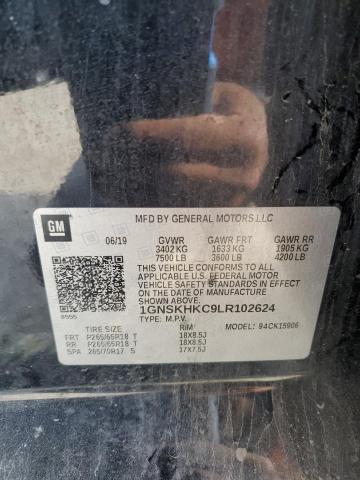 GM
MFD BY GENERAL MOTORS LLC
06/19 GVWR GAWR FRT GAWR RR
3402 KG 1633 KG 1905 KG
7500 LB 3600 LB 4200 LB
THIS VEHICLE CONFORMS TO ALL
APPLICABLE U.S. FEDERAL MOTOR
VEHICLE SAFETY STANDARDS IN
EFFECT ON THE DATE OF
MANUFACTURE SHOWN ABOVE.
1GNSKHKC9LR102624
TYPE: M.P.V. MODEL: 94CK15906
TIRE SIZE RIM
FRT P265/65R18 T 18X8.5J
RR P265/65R18 T 18X8.5J
SPA 265/70R17 S 17X7.5J